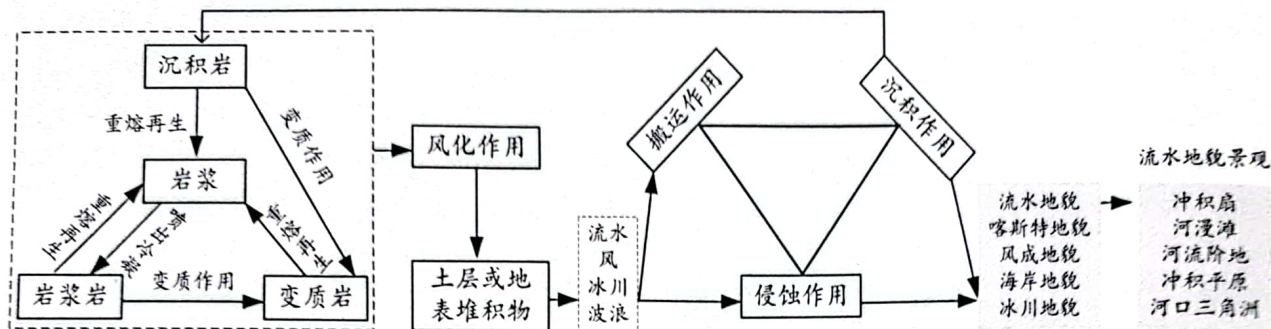 沉积岩
重熔再生
变质作用
岩浆
重熔再生
喷出冷凝
重熔再生
岩浆岩
变质作用
变质岩
风化作用
土层或地
表堆积物
流水
风
冰川
波浪
搬运作用
沉积作用
侵蚀作用
流水地貌
喀斯特地貌
风成地貌
海岸地貌
冰川地貌
流水地貌景观
冲积扇
河漫滩
河流阶地
冲积平原
河口三角洲